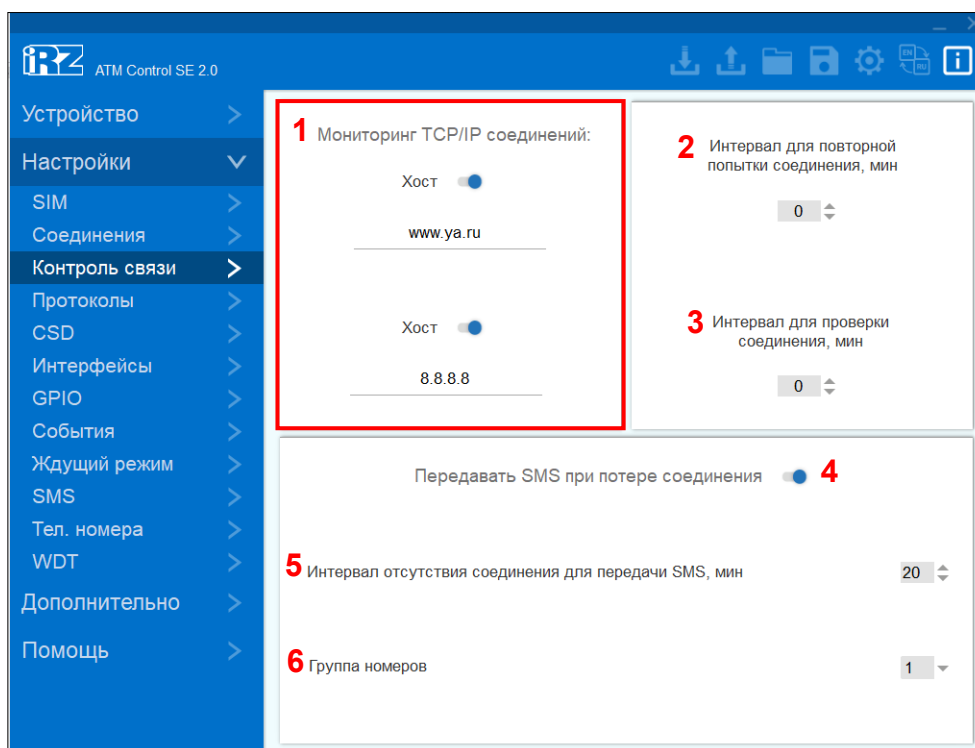 iRZ ATM Control SE 2.0
EN
RU
i
Устройство
Настройки
SIM
Соединения
Контроль связи
Протоколы
CSD
Интерфейсы
GPIO
События
Ждущий режим
SMS
Тел. номера
WDT
Дополнительно
Помощь
1 Мониторинг TCP/IP соединений:
Хост
www.ya.ru
Хост
8.8.8.8
2 Интервал для повторной
попытки соединения, мин
0
3 Интервал для проверки
соединения, мин
0
Передавать SMS при потере соединения 4
5 Интервал отсутствия соединения для передачи SMS, мин 20
6 Группа номеров 1